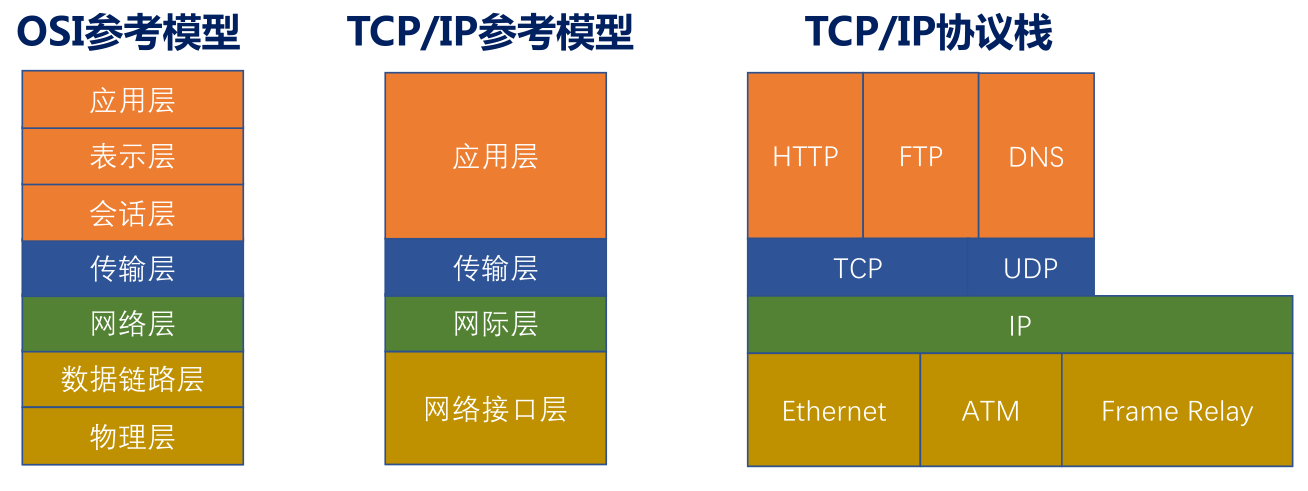 OSI参考模型
应用层
表示层
会话层
传输层
网络层
数据链路层
物理层
TCP/IP参考模型
应用层
传输层
网际层
网络接口层
TCP/IP协议栈
HTTP FTP DNS
TCP UDP
IP
Ethernet ATM Frame Relay